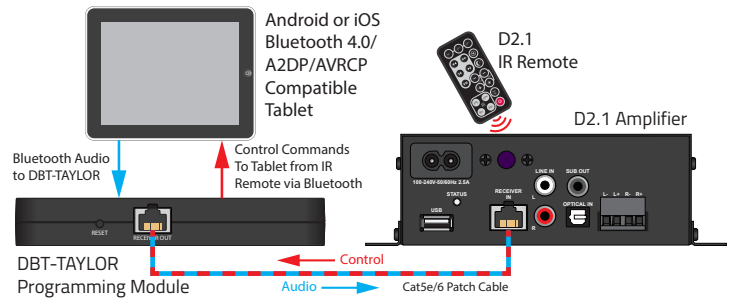 Android or iOS
Bluetooth 4.0/
A2DP/AVRCP
Compatible
Tablet
D2.1
IR Remote
D2.1 Amplifier
Bluetooth Audio
to DBT-TAYLOR
Control Commands
To Tablet from IR
Remote via Bluetooth
100-240V-50/60Hz 2.5A
STATUS
USB
RECEIVER
IN
LINE IN
L
R
SUB OUT
OPTICAL IN
L- L+ R- R+
RESET
RECEIVER OUT
DBT-TAYLOR
Programming Module
Control
Audio
Cat5e/6 Patch Cable